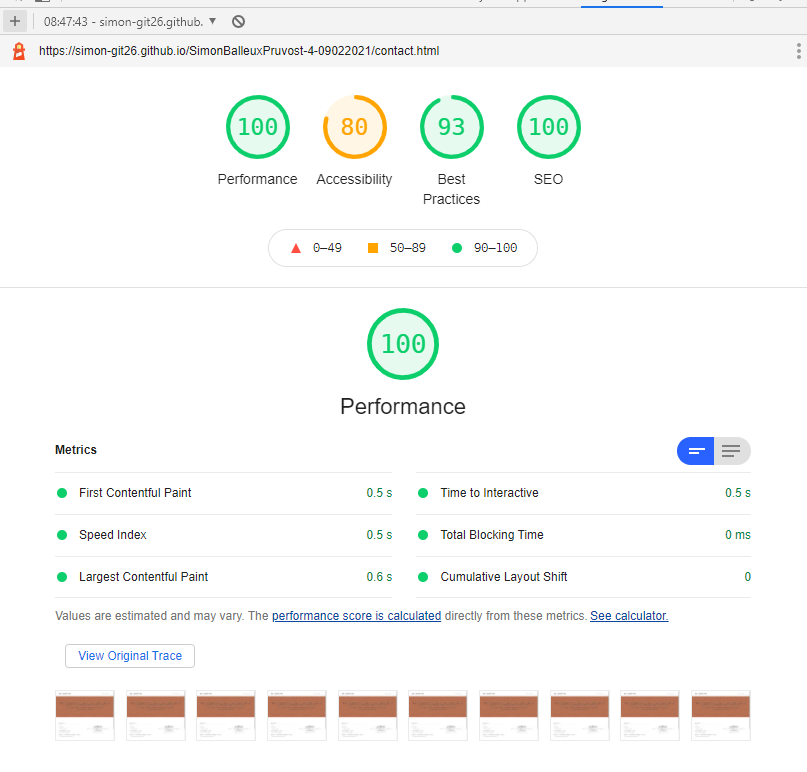 08:47:43 - simon-git26.github.
https://simon-git26.github.io/SimonBalleuxPruvost-4-09022021/contact.html
100
80
93
100
Performance
Accessibility
Best
Practices
SEO
0–49
50–89
90–100
100
Performance
Metrics
First Contentful Paint
0.5 s
Time to Interactive
0.5 s
Speed Index
0.5 s
Total Blocking Time
0 ms
Largest Contentful Paint
0.6 s
Cumulative Layout Shift
0
Values are estimated and may vary. The performance score is calculated directly from these metrics. See calculator.
View Original Trace